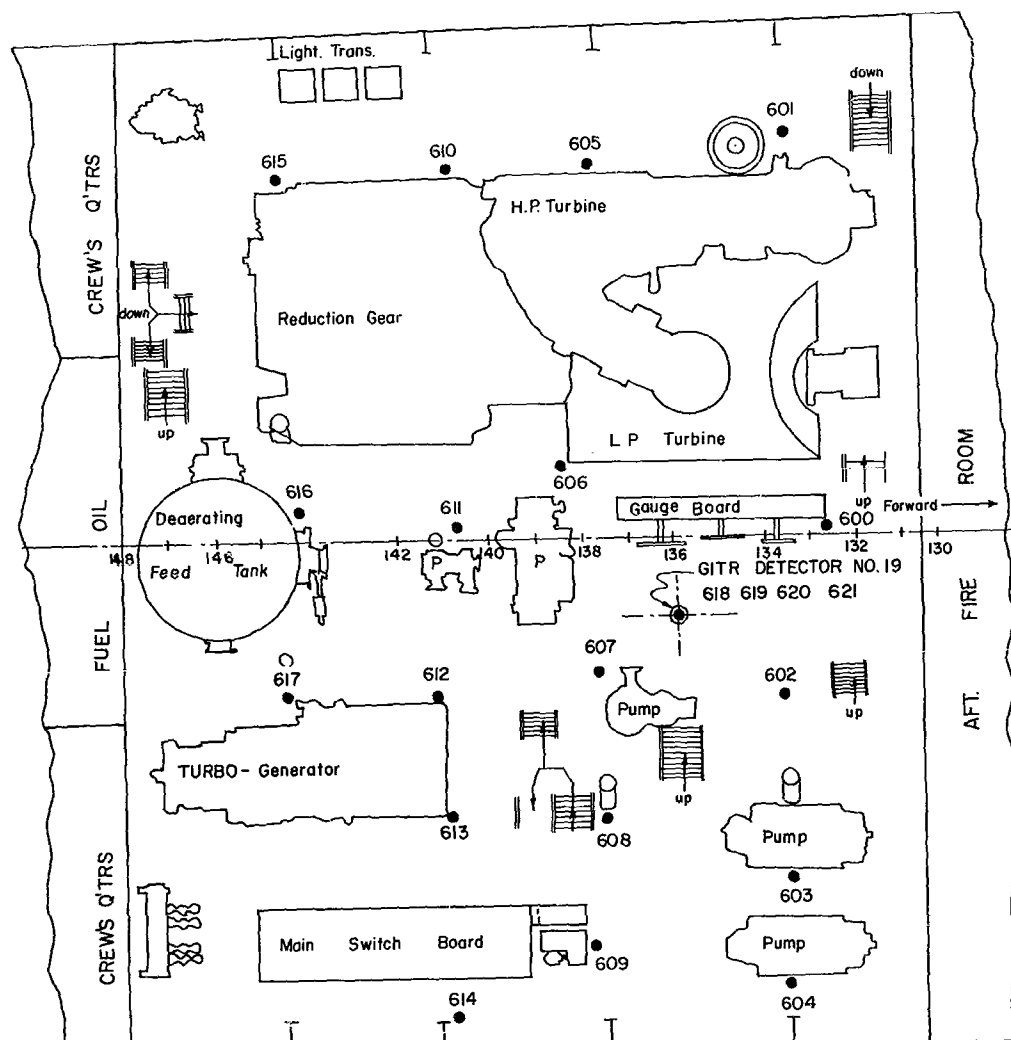 Light. Trans.
down
601
605
610
615
H.P. Turbine
CREW'S Q'TRS
down
Reduction Gear
up
L P Turbine
606
ROOM
616
611
Gauge Board
up
Forward
600
OIL
Deaerating
Feed Tank
148
146
142
140
138
136
134
132
130
P
P
GITR DETECTOR NO. 19
618 619 620 621
FIRE
FUEL
607
617
612
602
Pump
up
AFT.
TURBO - Generator
up
613
608
Pump
603
CREW'S Q'TRS
Main Switch Board
609
Pump
604
614